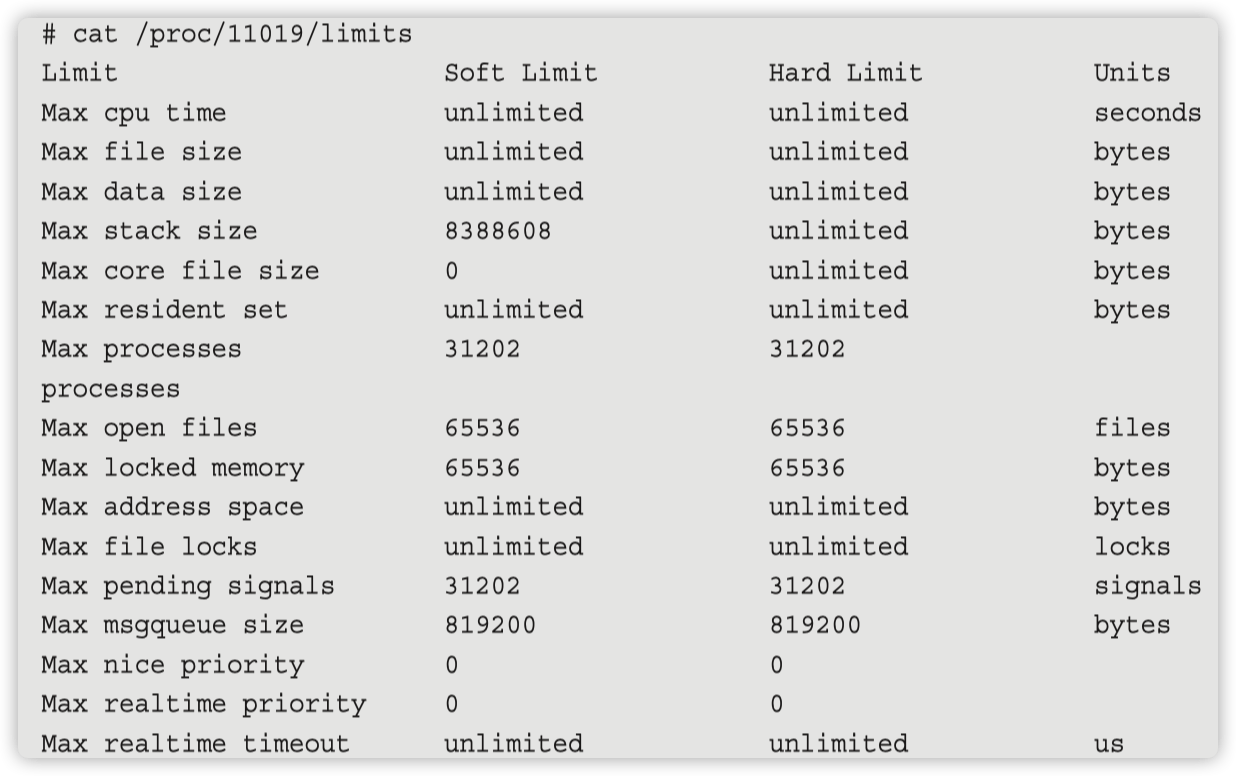 # cat /proc/11019/limits
Limit Soft Limit Hard Limit Units
Max cpu time unlimited unlimited seconds
Max file size unlimited unlimited bytes
Max data size unlimited unlimited bytes
Max stack size 8388608 unlimited bytes
Max core file size 0 unlimited bytes
Max resident set unlimited unlimited bytes
Max processes 31202 31202
processes
Max open files 65536 65536 files
Max locked memory 65536 65536 bytes
Max address space unlimited unlimited bytes
Max file locks unlimited unlimited locks
Max pending signals 31202 31202 signals
Max msgqueue size 819200 819200 bytes
Max nice priority 0 0
Max realtime priority 0 0
Max realtime timeout unlimited unlimited us